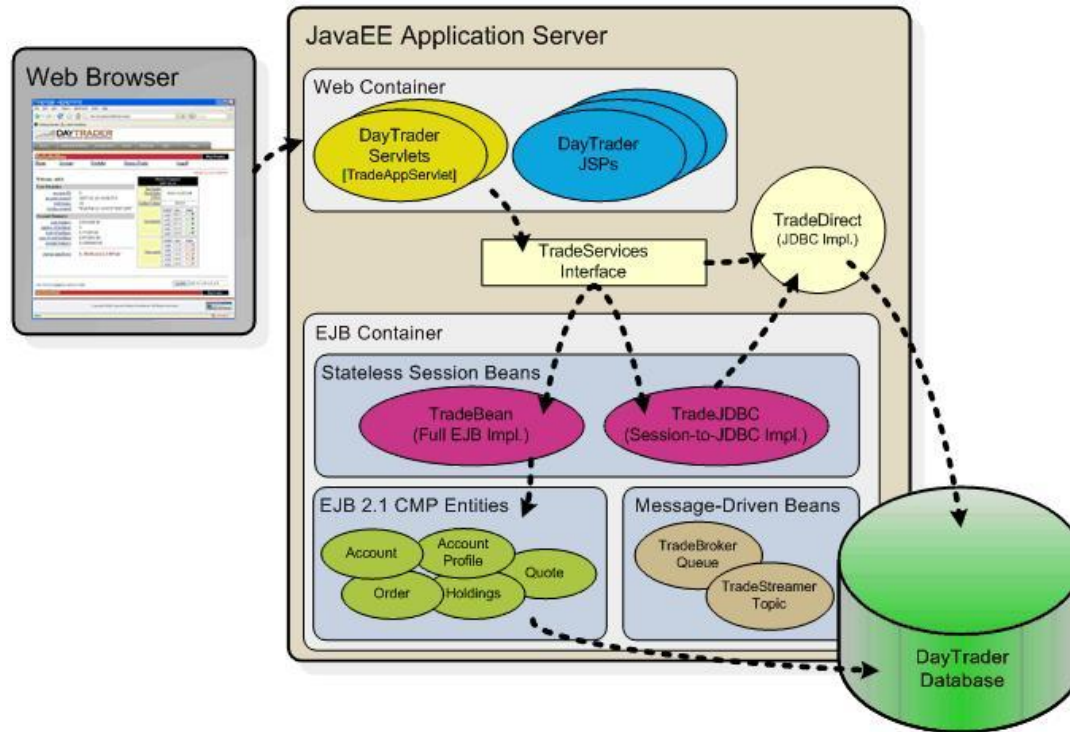 JavaEE Application Server
Web Browser
DAYTRADER
Web Container
DayTrader
Servlets
[TradeAppServlet]
DayTrader
JSPs
TradeDirect
(JDBC Impl.)
TradeServices
Interface
EJB Container
Stateless Session Beans
TradeBean
(Full EJB Impl.)
TradeJDBC
(Session-to-JDBC Impl.)
EJB 2.1 CMP Entities
Account
Account
Profile
Quote
Order
Holdings
Message-Driven Beans
TradeBroker
Queue
TradeStreamer
Topic
DayTrader
Database